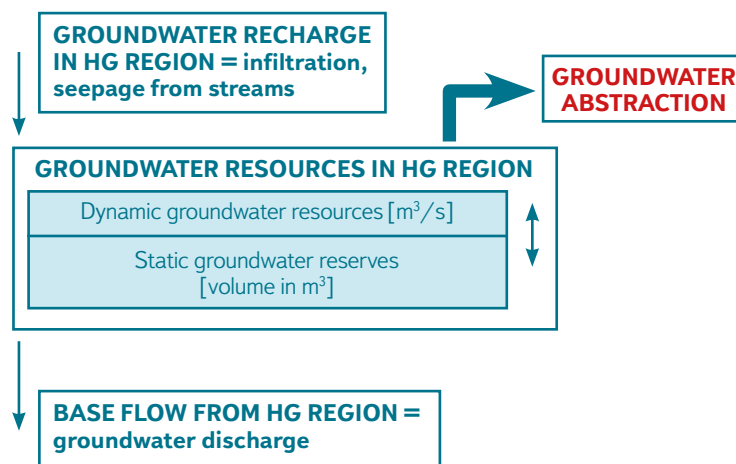 GROUNDWATER RECHARGE
IN HG REGION = infiltration,
seepage from streams
GROUNDWATER
ABSTRACTION
GROUNDWATER RESOURCES IN HG REGION
Dynamic groundwater resources [m³/s]
Static groundwater reserves
[volume in m³]
BASE FLOW FROM HG REGION =
groundwater discharge